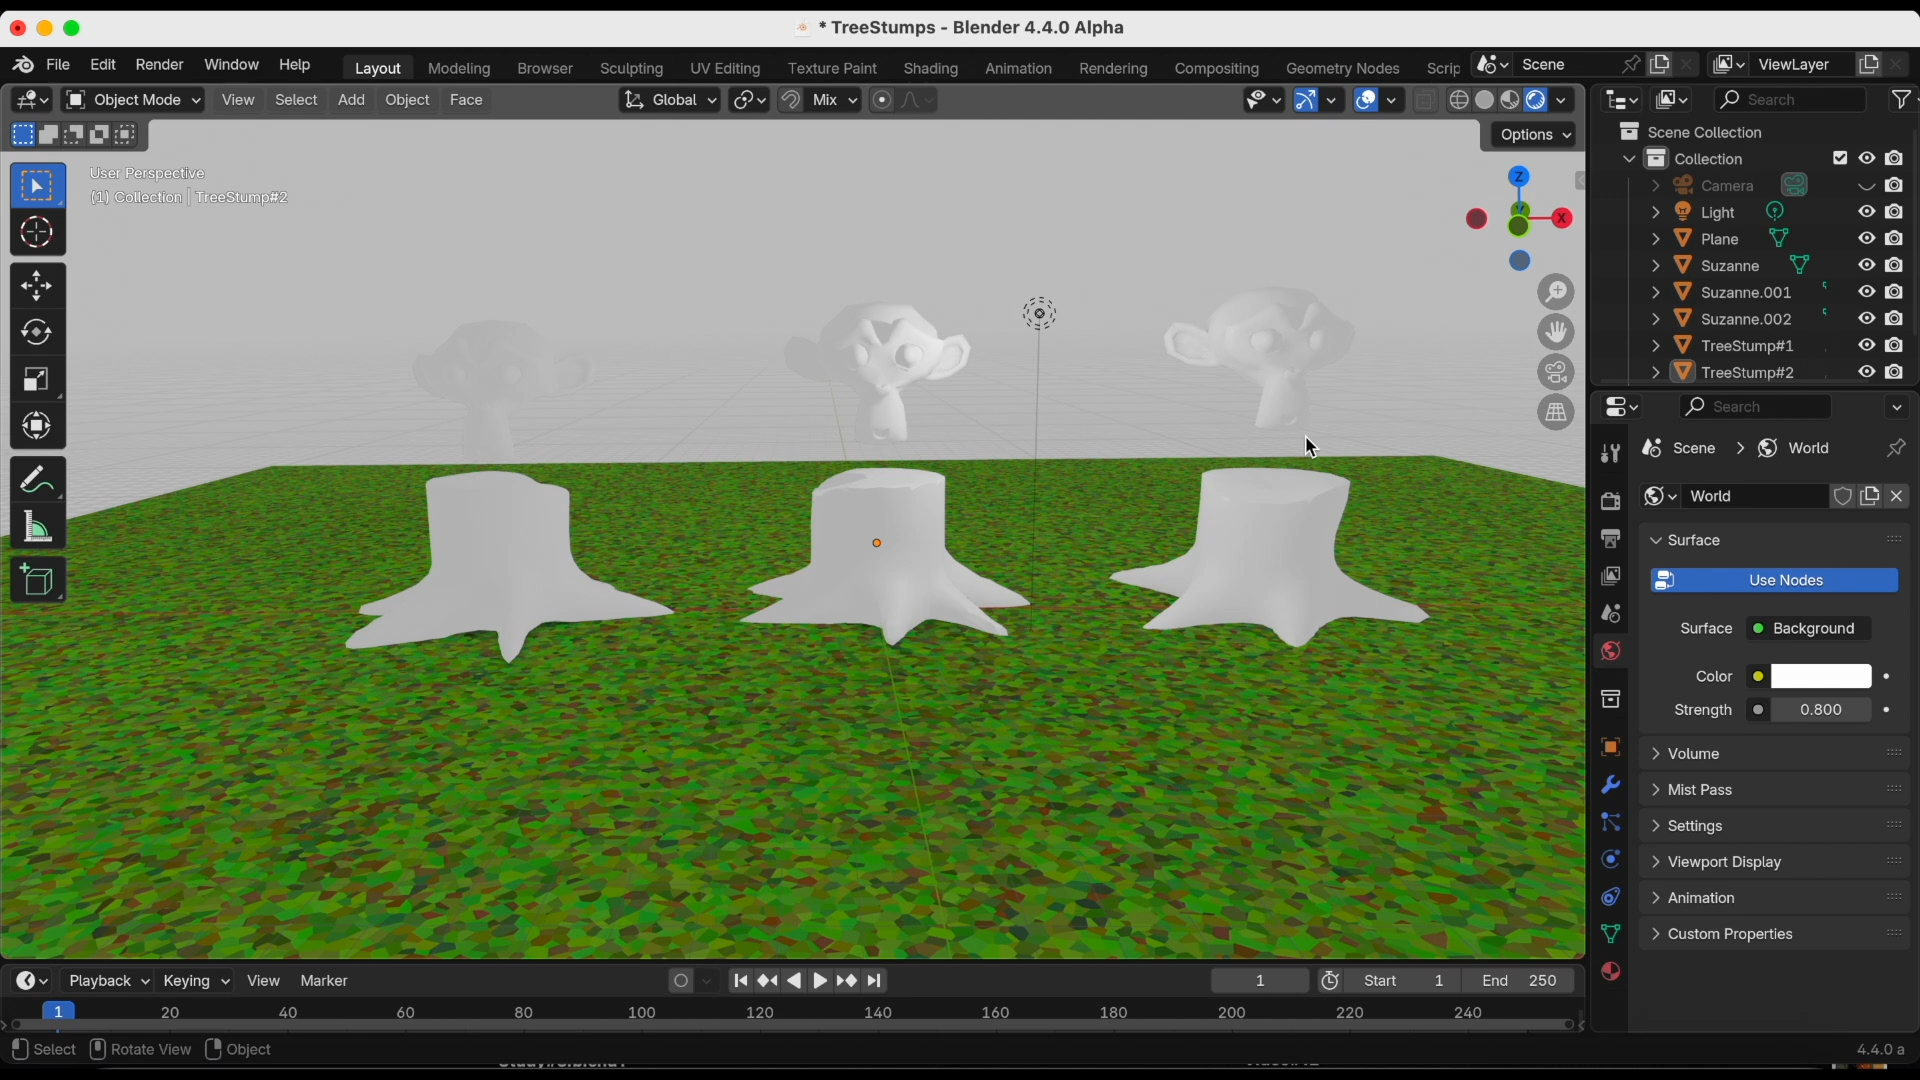 * TreeStumps - Blender 4.4.0 Alpha
File Edit Render Window Help Layout Modeling Browser Sculpting UV Editing Texture Paint Shading Animation Rendering Compositing Geometry Nodes Scrip Scene ViewLayer
Object Mode View Select Add Object Face Global Mix Search
Options
Scene Collection
Collection
Camera
Light
Plane
Suzanne
Suzanne.001
Suzanne.002
TreeStump#1
TreeStump#2
User Perspective
(1) Collection | TreeStump#2
Z
X
Search
Scene World
World
Surface
Use Nodes
Surface Background
Color
Strength 0.800
Volume
Mist Pass
Settings
Viewport Display
Animation
Custom Properties
Playback Keying View Marker 1 Start 1 End 250
1 20 40 60 80 100 120 140 160 180 200 220 240
Select Rotate View Object 4.4.0 a